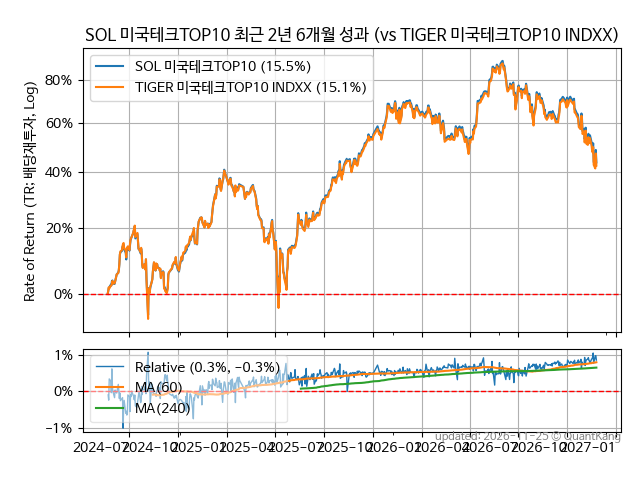 SOL 미국테크TOP10 최근 2년 6개월 성과 (vs TIGER 미국테크TOP10 INDXX)
Rate of Return (TR: 배당재투자, Log)
80%
60%
40%
20%
0%
SOL 미국테크TOP10 (15.5%)
TIGER 미국테크TOP10 INDXX (15.1%)
1%
0%
−1%
Relative (0.3%, −0.3%)
MA(60)
MA(240)
2024-07
2024-10
2025-01
2025-04
2025-07
2025-10
2026-01
2026-04
2026-07
2026-10
2027-01
updated: 2026-11-25 © QuantKang